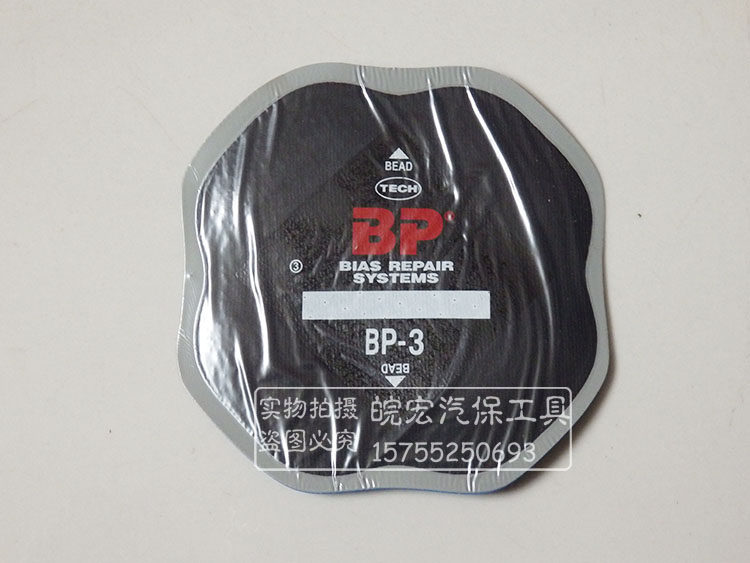 BEAD
TECH
BP®
③
BIAS REPAIR
SYSTEMS
BP-3
BEAD
实物拍摄 皖宏汽保工具
盗图必究 15755250693